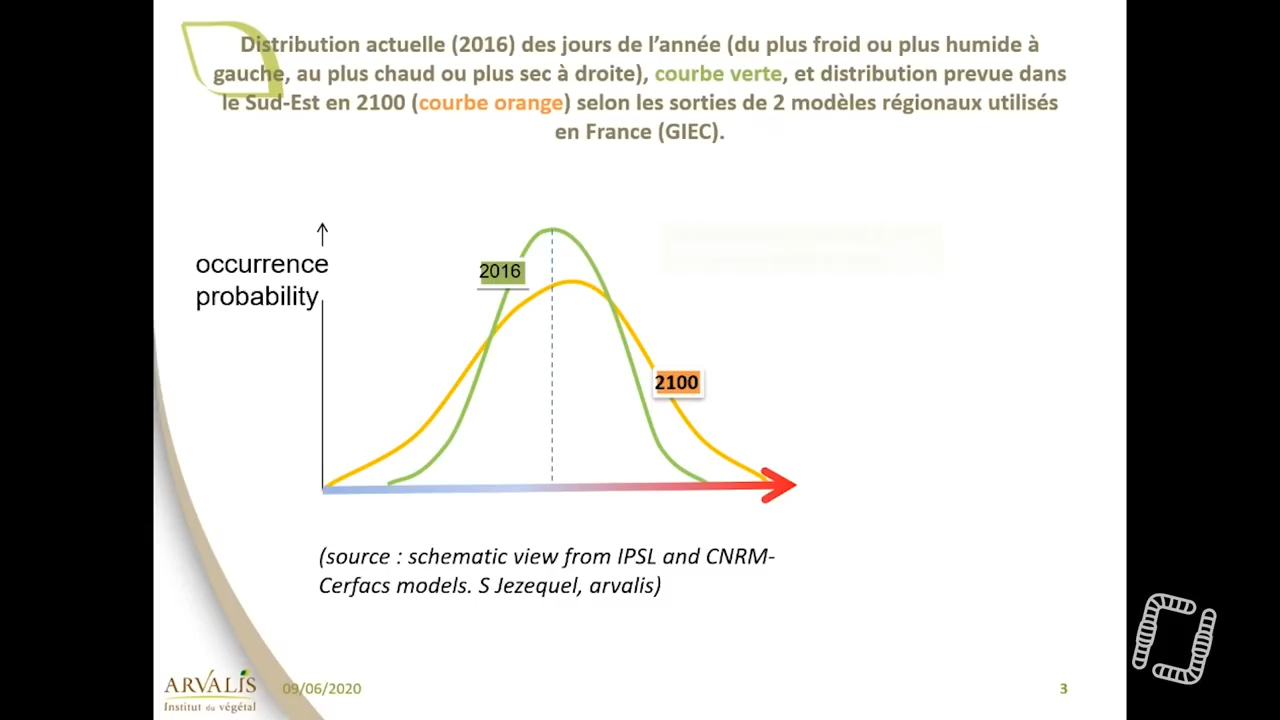 Distribution actuelle (2016) des jours de l’année (du plus froid ou plus humide à
gauche, au plus chaud ou plus sec à droite), courbe verte, et distribution prevue dans
le Sud-Est en 2100 (courbe orange) selon les sorties de 2 modèles régionaux utilisés
en France (GIEC).
occurrence
probability
2016
2100
(source : schematic view from IPSL and CNRM-
Cerfacs models. S Jezequel, arvalis)
ARVALIS
Institut du végétal
09/06/2020
3